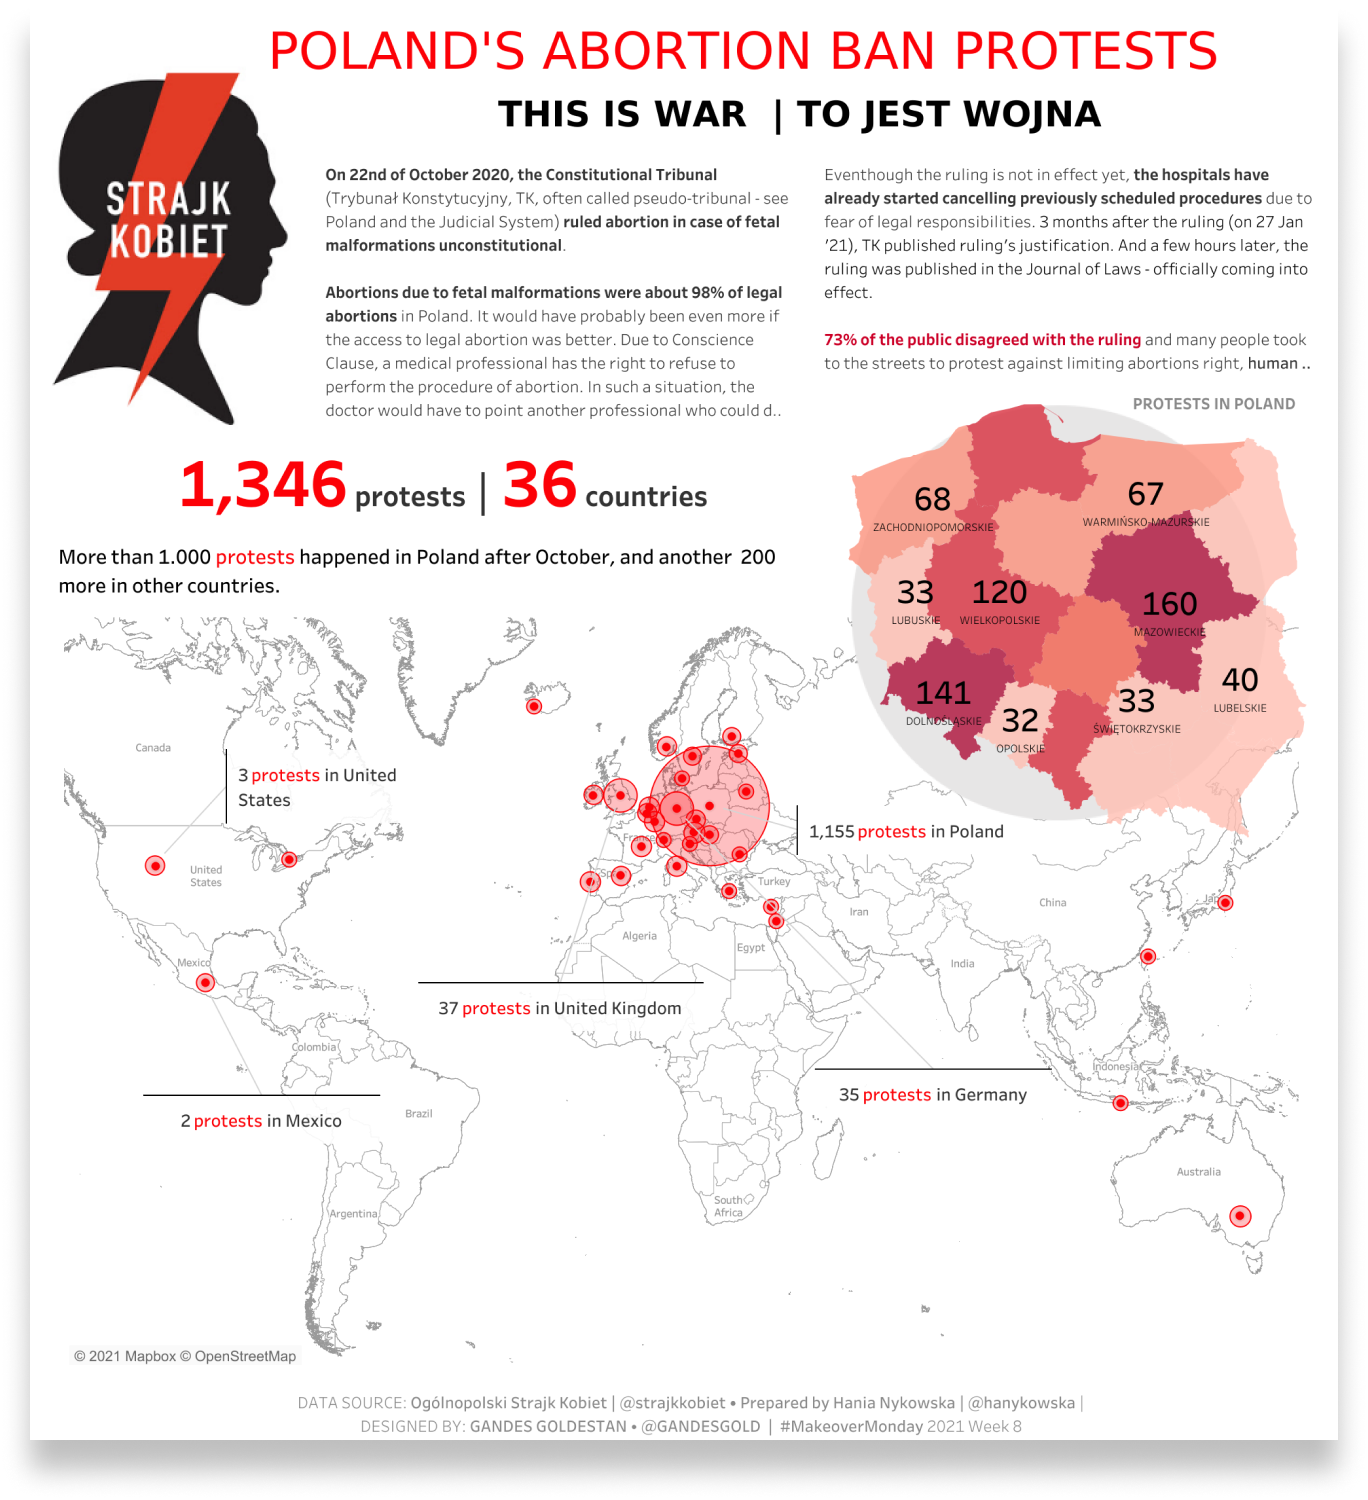 POLAND'S ABORTION BAN PROTESTS
THIS IS WAR | TO JEST WOJNA
STRAJK
KOBIET
On 22nd of October 2020, the Constitutional Tribunal
(Trybunał Konstytucyjny, TK, often called pseudo-tribunal - see
Poland and the Judicial System) ruled abortion in case of fetal
malformations unconstitutional.
Abortions due to fetal malformations were about 98% of legal
abortions in Poland. It would have probably been even more if
the access to legal abortion was better. Due to Conscience
Clause, a medical professional has the right to refuse to
perform the procedure of abortion. In such a situation, the
doctor would have to point another professional who could d..
Eventhough the ruling is not in effect yet, the hospitals have
already started cancelling previously scheduled procedures due to
fear of legal responsibilities. 3 months after the ruling (on 27 Jan
'21), TK published ruling's justification. And a few hours later, the
ruling was published in the Journal of Laws - officially coming into
effect.
73% of the public disagreed with the ruling and many people took
to the streets to protest against limiting abortions right, human ..
PROTESTS IN POLAND
1,346 protests | 36 countries
More than 1.000 protests happened in Poland after October, and another 200
more in other countries.
68
ZACHODNIOPOMORSKIE
67
WARMIŃSKO-MAZURSKIE
33
LUBUSKIE
120
WIELKOPOLSKIE
160
MAZOWIECKIE
141
DOLNOŚLĄSKIE
32
OPOLSKIE
33
ŚWIĘTOKRZYSKIE
40
LUBELSKIE
Canada
3 protests in United
States
United
States
Mexico
France
1,155 protests in Poland
Turkey
Iran
China
Algeria
Egypt
India
37 protests in United Kingdom
Colombia
Indonesia
35 protests in Germany
2 protests in Mexico
Brazil
Australia
South
Africa
Argentina
© 2021 Mapbox © OpenStreetMap
DATA SOURCE: Ogólnopolski Strajk Kobiet | @strajkkobiet • Prepared by Hania Nykowska | @hanykowska |
DESIGNED BY: GANDES GOLDESTAN • @GANDESGOLD | #MakeoverMonday 2021 Week 8